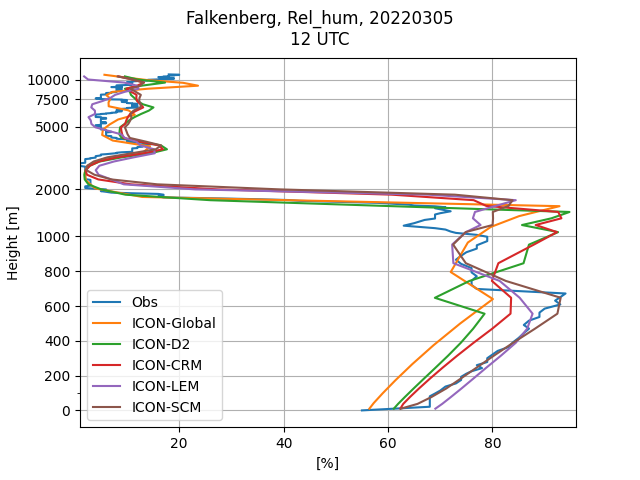 Falkenberg, Rel_hum, 20220305
12 UTC
Height [m]
10000
7500
5000
2000
1000
800
600
400
200
0
Obs
ICON-Global
ICON-D2
ICON-CRM
ICON-LEM
ICON-SCM
20
40
60
80
[%]